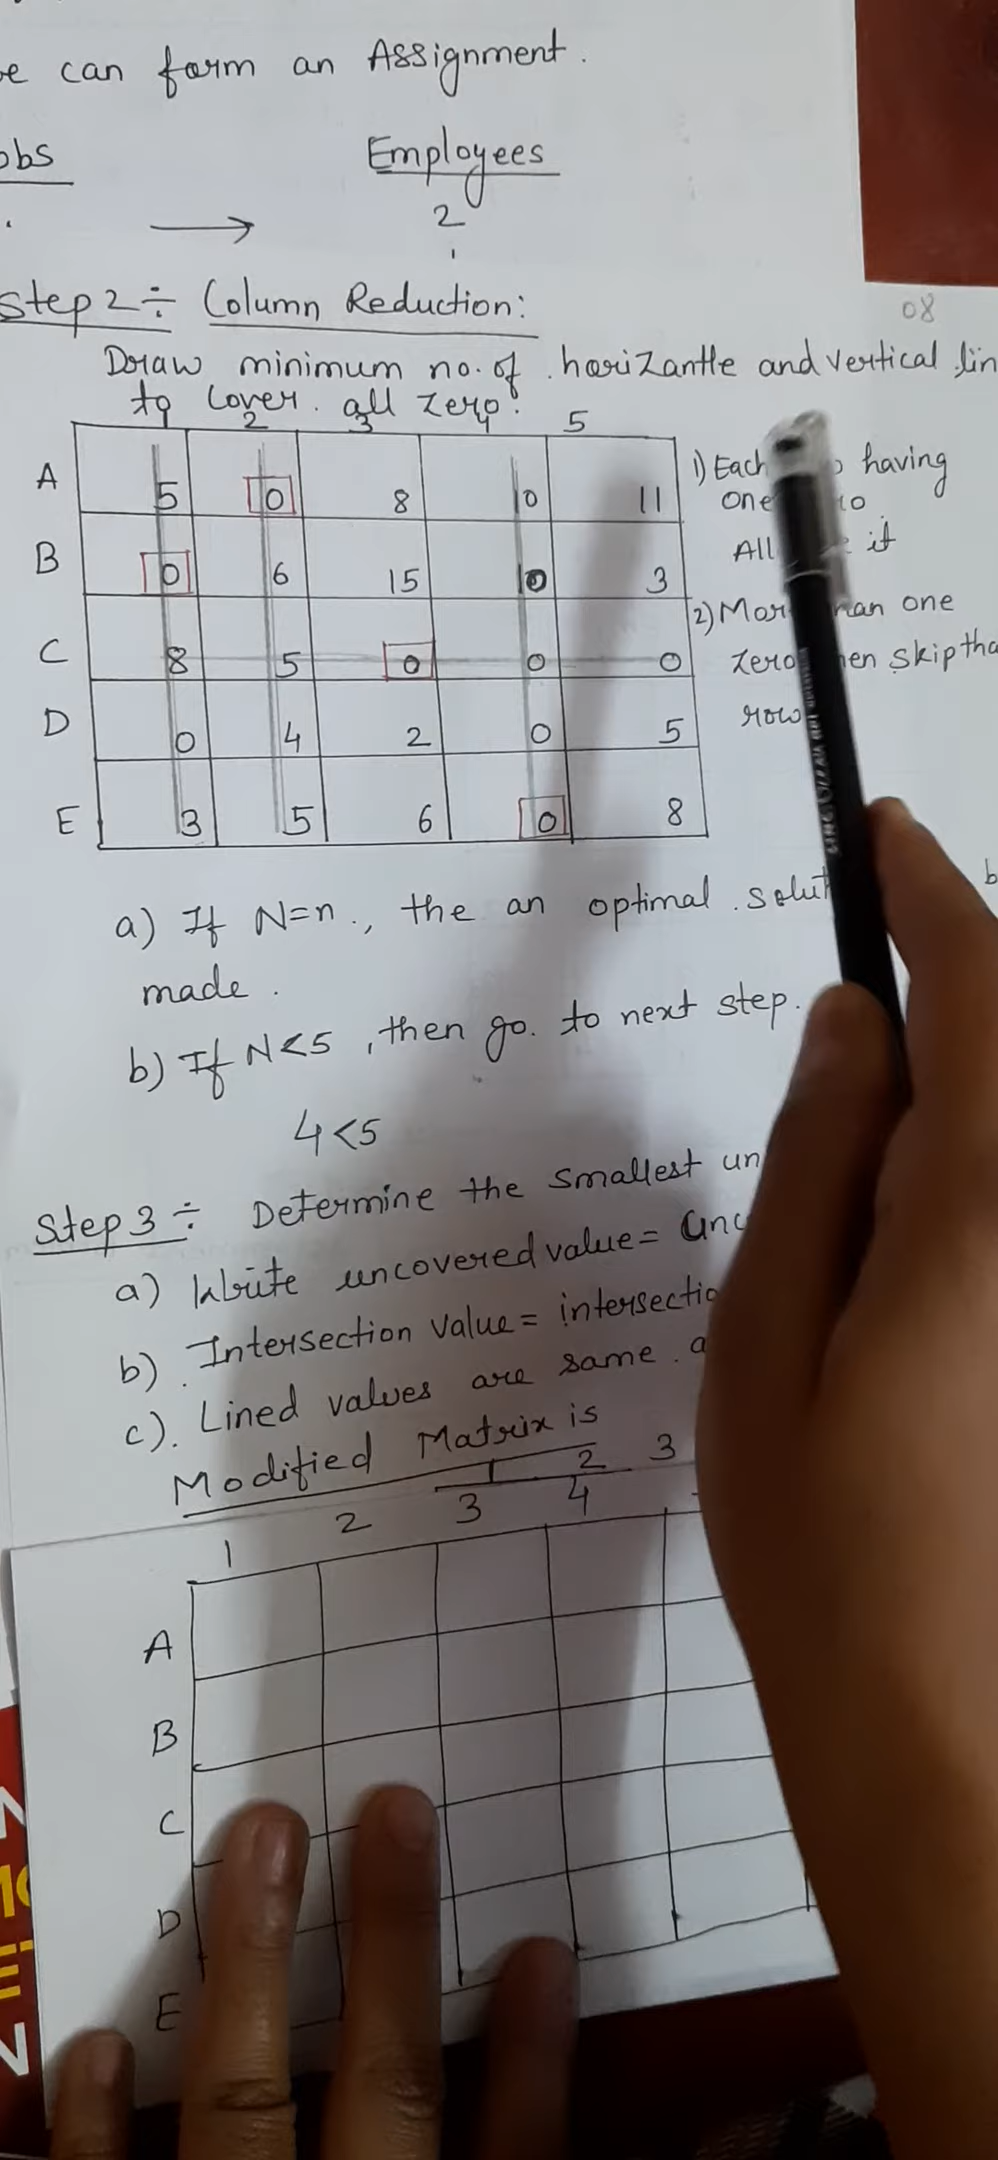 can form an Assignment.
obs Employees
→ 2
Step 2 ÷ Column Reduction:
08
Draw minimum no. of horizantle and vertical lin
to cover all zero.
1 2 3 4 5
A 5 0 8 0 11
B 0 6 15 0 3
C 8 5 0 0 0
D 0 4 2 0 5
E 3 5 6 0 8
1) Each having
one
All it
2) More than one
zero then skip tha
row
a) If N=n., the an optimal solut
made.
b) If N<5, then go. to next step.
4<5
Step 3 ÷ Determine the smallest un
a) Write uncovered value = unc
b). Intersection value = intersectio
c). Lined values are same. a
Modified Matrix is
1 2 3
1 2 3 4
A
B
C
D
E